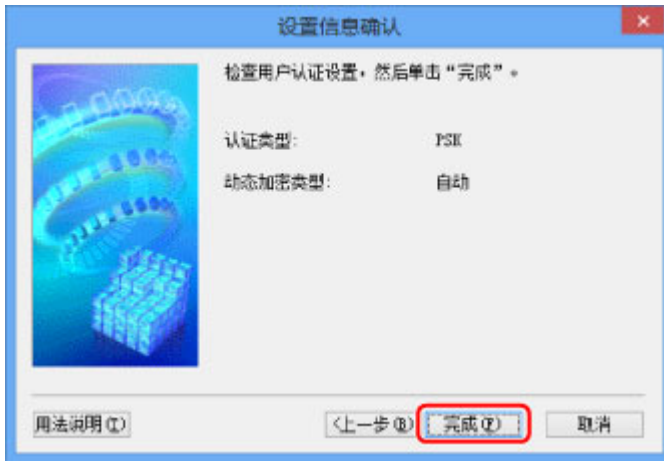 设置信息确认
检查用户认证设置，然后单击“完成”。
认证类型: PSK
动态加密类型: 自动
用法说明(I) <上一步(B) 完成(F) 取消